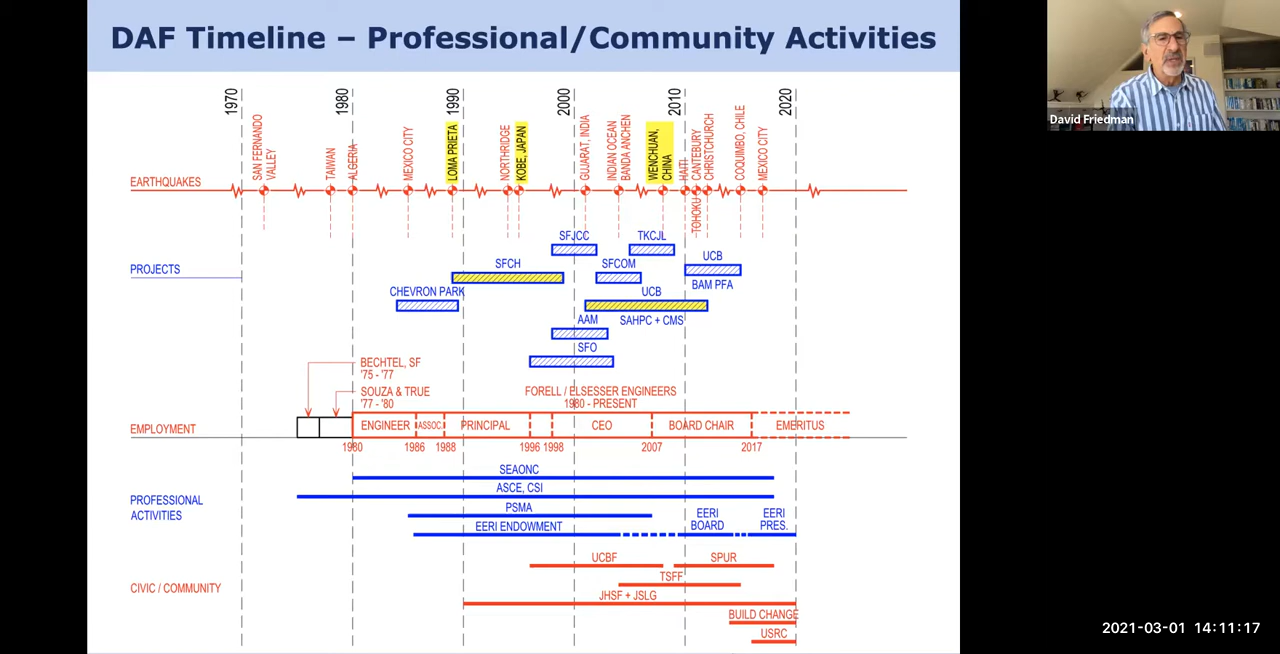 DAF Timeline – Professional/Community Activities
David Friedman
1970
1980
1990
2000
2010
2020
EARTHQUAKES
SAN FERNANDO
VALLEY
TAIWAN
ALGERIA
MEXICO CITY
LOMA PRIETA
NORTHRIDGE
KOBE, JAPAN
GUJARAT, INDIA
INDIAN OCEAN
BANDA ANCHEN
WENCHUAN,
CHINA
HAITI
TOHOKU
CANTEBURY
CHRISTCHURCH
COQUIMBO, CHILE
MEXICO CITY
PROJECTS
SFJCC
TKCJL
SFCH
SFCOM
UCB
BAM PFA
CHEVRON PARK
UCB
SAHPC + CMS
AAM
SFO
BECHTEL, SF
'75 - '77
SOUZA & TRUE
'77 - '80
FORELL / ELSESSER ENGINEERS
1980 - PRESENT
EMPLOYMENT
ENGINEER
ASSOC.
PRINCIPAL
CEO
BOARD CHAIR
EMERITUS
1980
1986
1988
1996
1998
2007
2017
PROFESSIONAL
ACTIVITIES
SEAONC
ASCE, CSI
PSMA
EERI ENDOWMENT
EERI
BOARD
EERI
PRES.
CIVIC / COMMUNITY
UCBF
SPUR
TSFF
JHSF + JSLG
BUILD CHANGE
USRC
2021-03-01 14:11:17